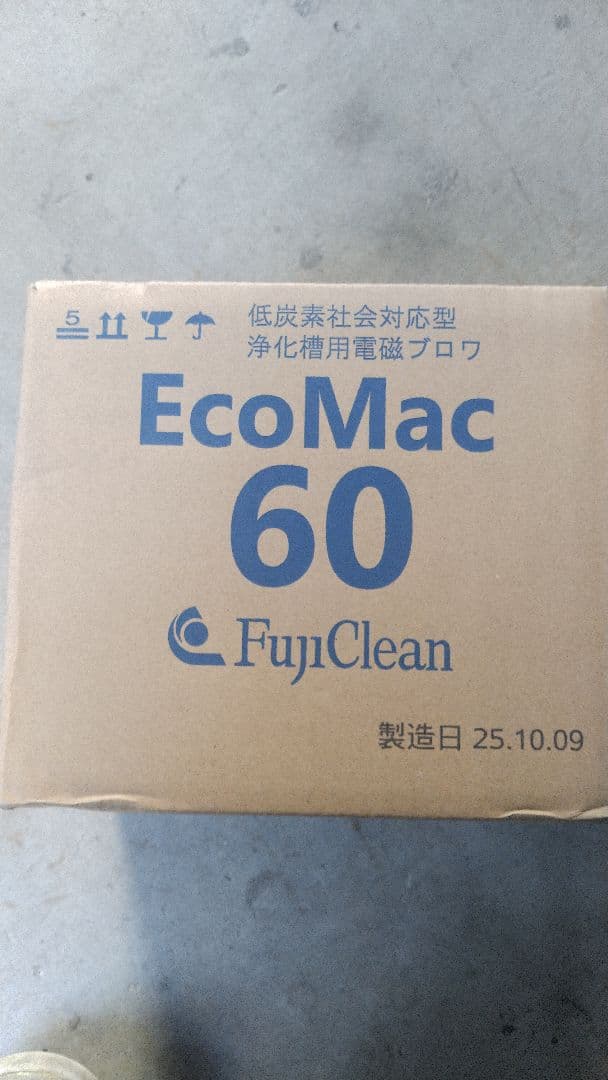 5
低炭素社会対応型
浄化槽用電磁ブロワ
EcoMac
60
FujiClean
製造日 25.10.09